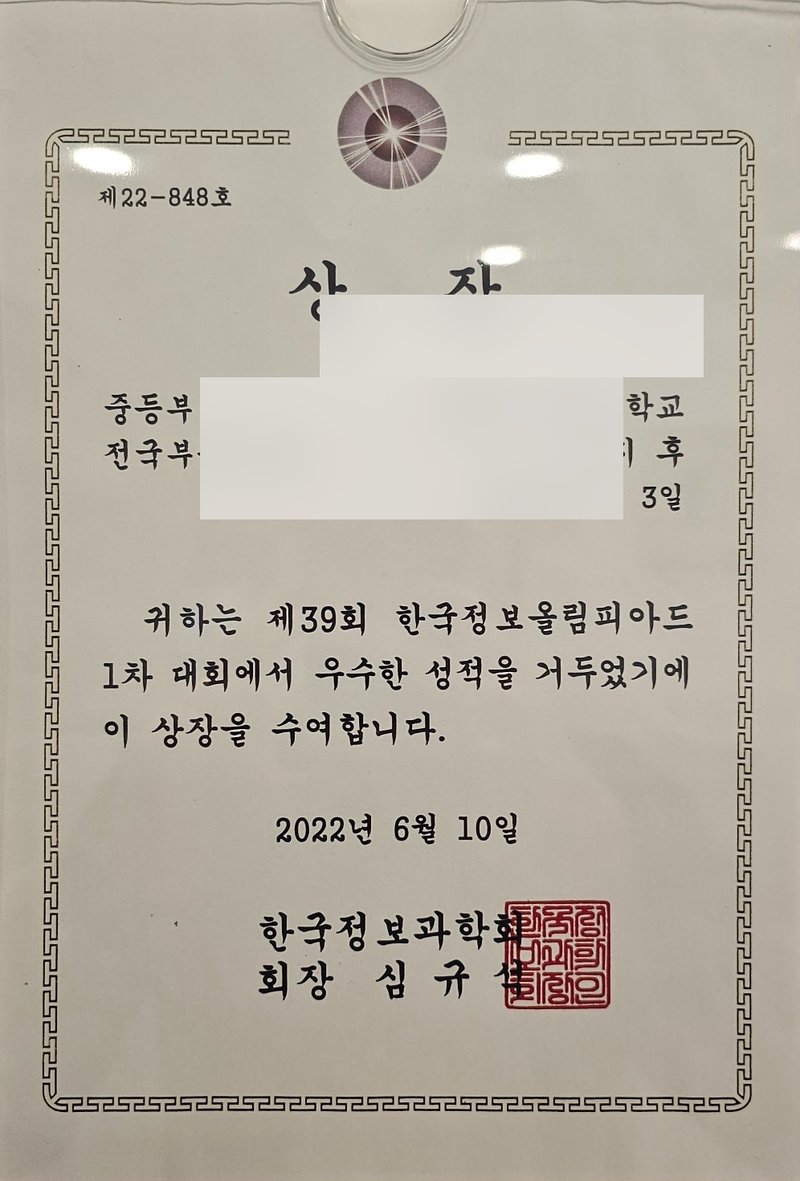 제22-848호
상 장
중등부 학교
전국부 후
3일
귀하는 제39회 한국정보올림피아드
1차 대회에서 우수한 성적을 거두었기에
이 상장을 수여합니다.
2022년 6월 10일
한국정보과학회
회장 심규석